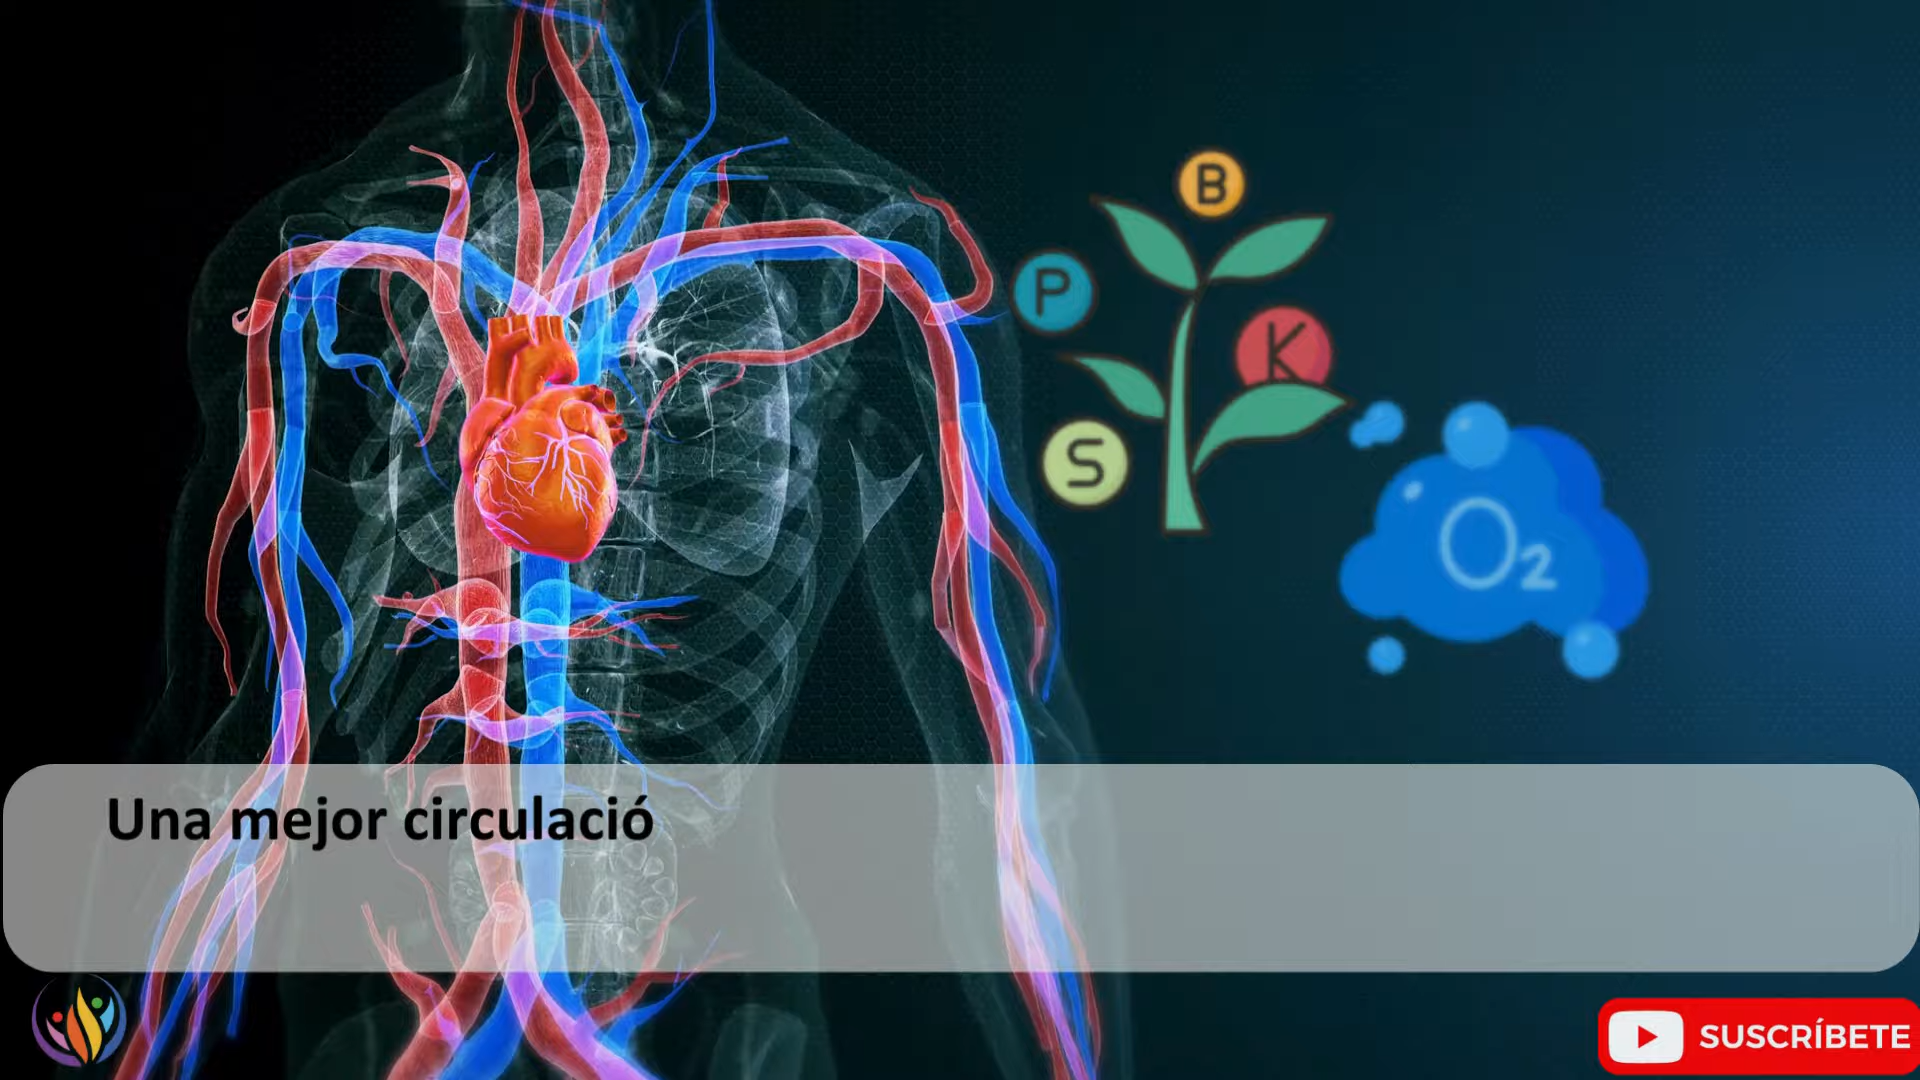 B
P
K
S
O₂
Una mejor circulació
SUSCRÍBETE